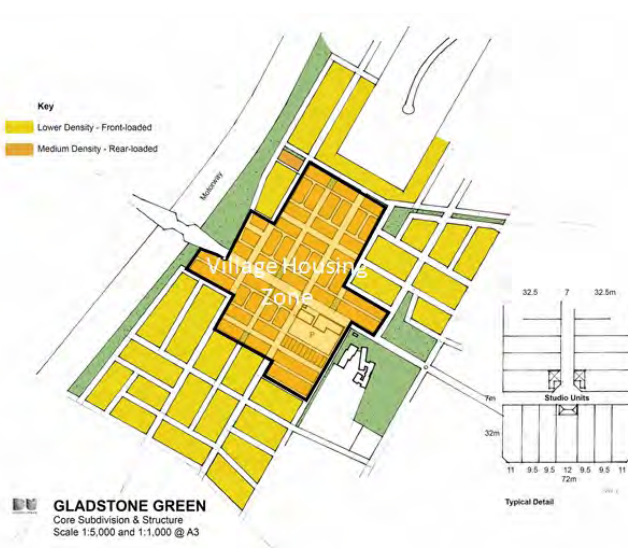 Key
Lower Density - Front-loaded
Medium Density - Rear-loaded
Motorway
Village Housing
Zone
P
32.5 7 32.5m
7m
Studio Units
32m
11 9.5 9.5 12 9.5 9.5 11
72m
Typical Detail
GLADSTONE GREEN
Core Subdivision & Structure
Scale 1:5,000 and 1:1,000 @ A3